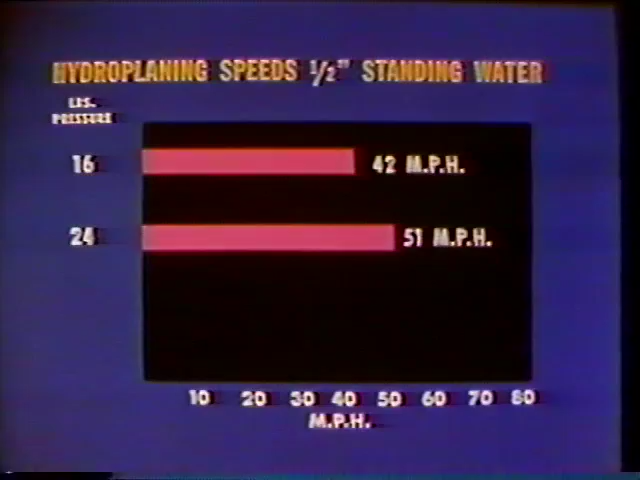 HYDROPLANING SPEEDS 1/2" STANDING WATER
LBS.
PRESSURE
16 42 M.P.H.
24 51 M.P.H.
10 20 30 40 50 60 70 80
M.P.H.